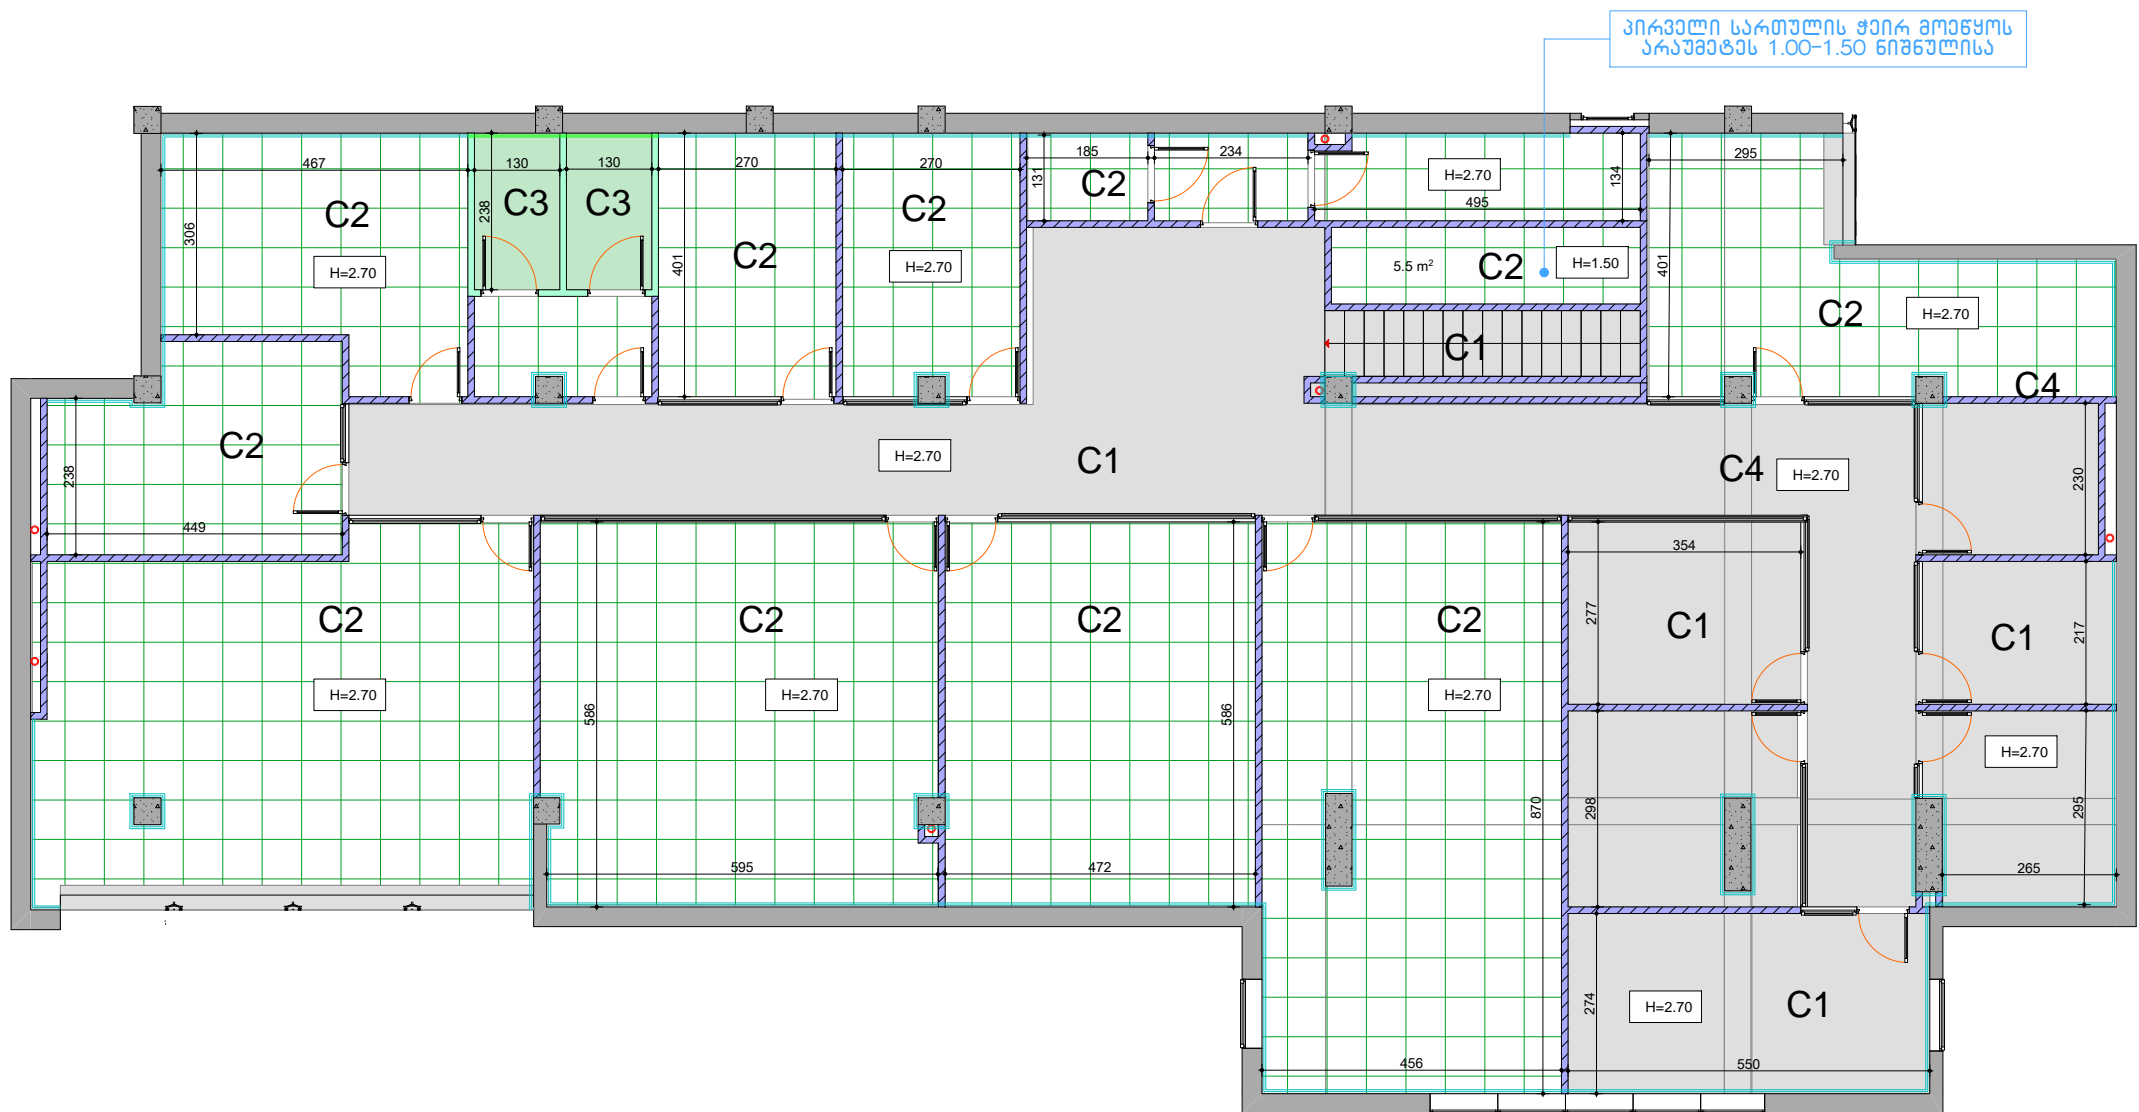 პირველი სართულის ჭერი მოეწყოს
არაუმეტეს 1.00-1.50 ნიშნულისა
467
130
130
270
270
185
234
295
131
134
C2
C3
C3
C2
C2
H=2.70
495
238
306
H=2.70
C2
H=2.70
401
5.5 m²
C2
H=1.50
401
C2
H=2.70
C1
C4
C2
H=2.70
C1
C4
H=2.70
238
230
449
354
C2
C2
C2
C2
277
C1
C1
217
H=2.70
H=2.70
H=2.70
586
586
H=2.70
870
298
295
595
472
265
274
H=2.70
C1
456
550